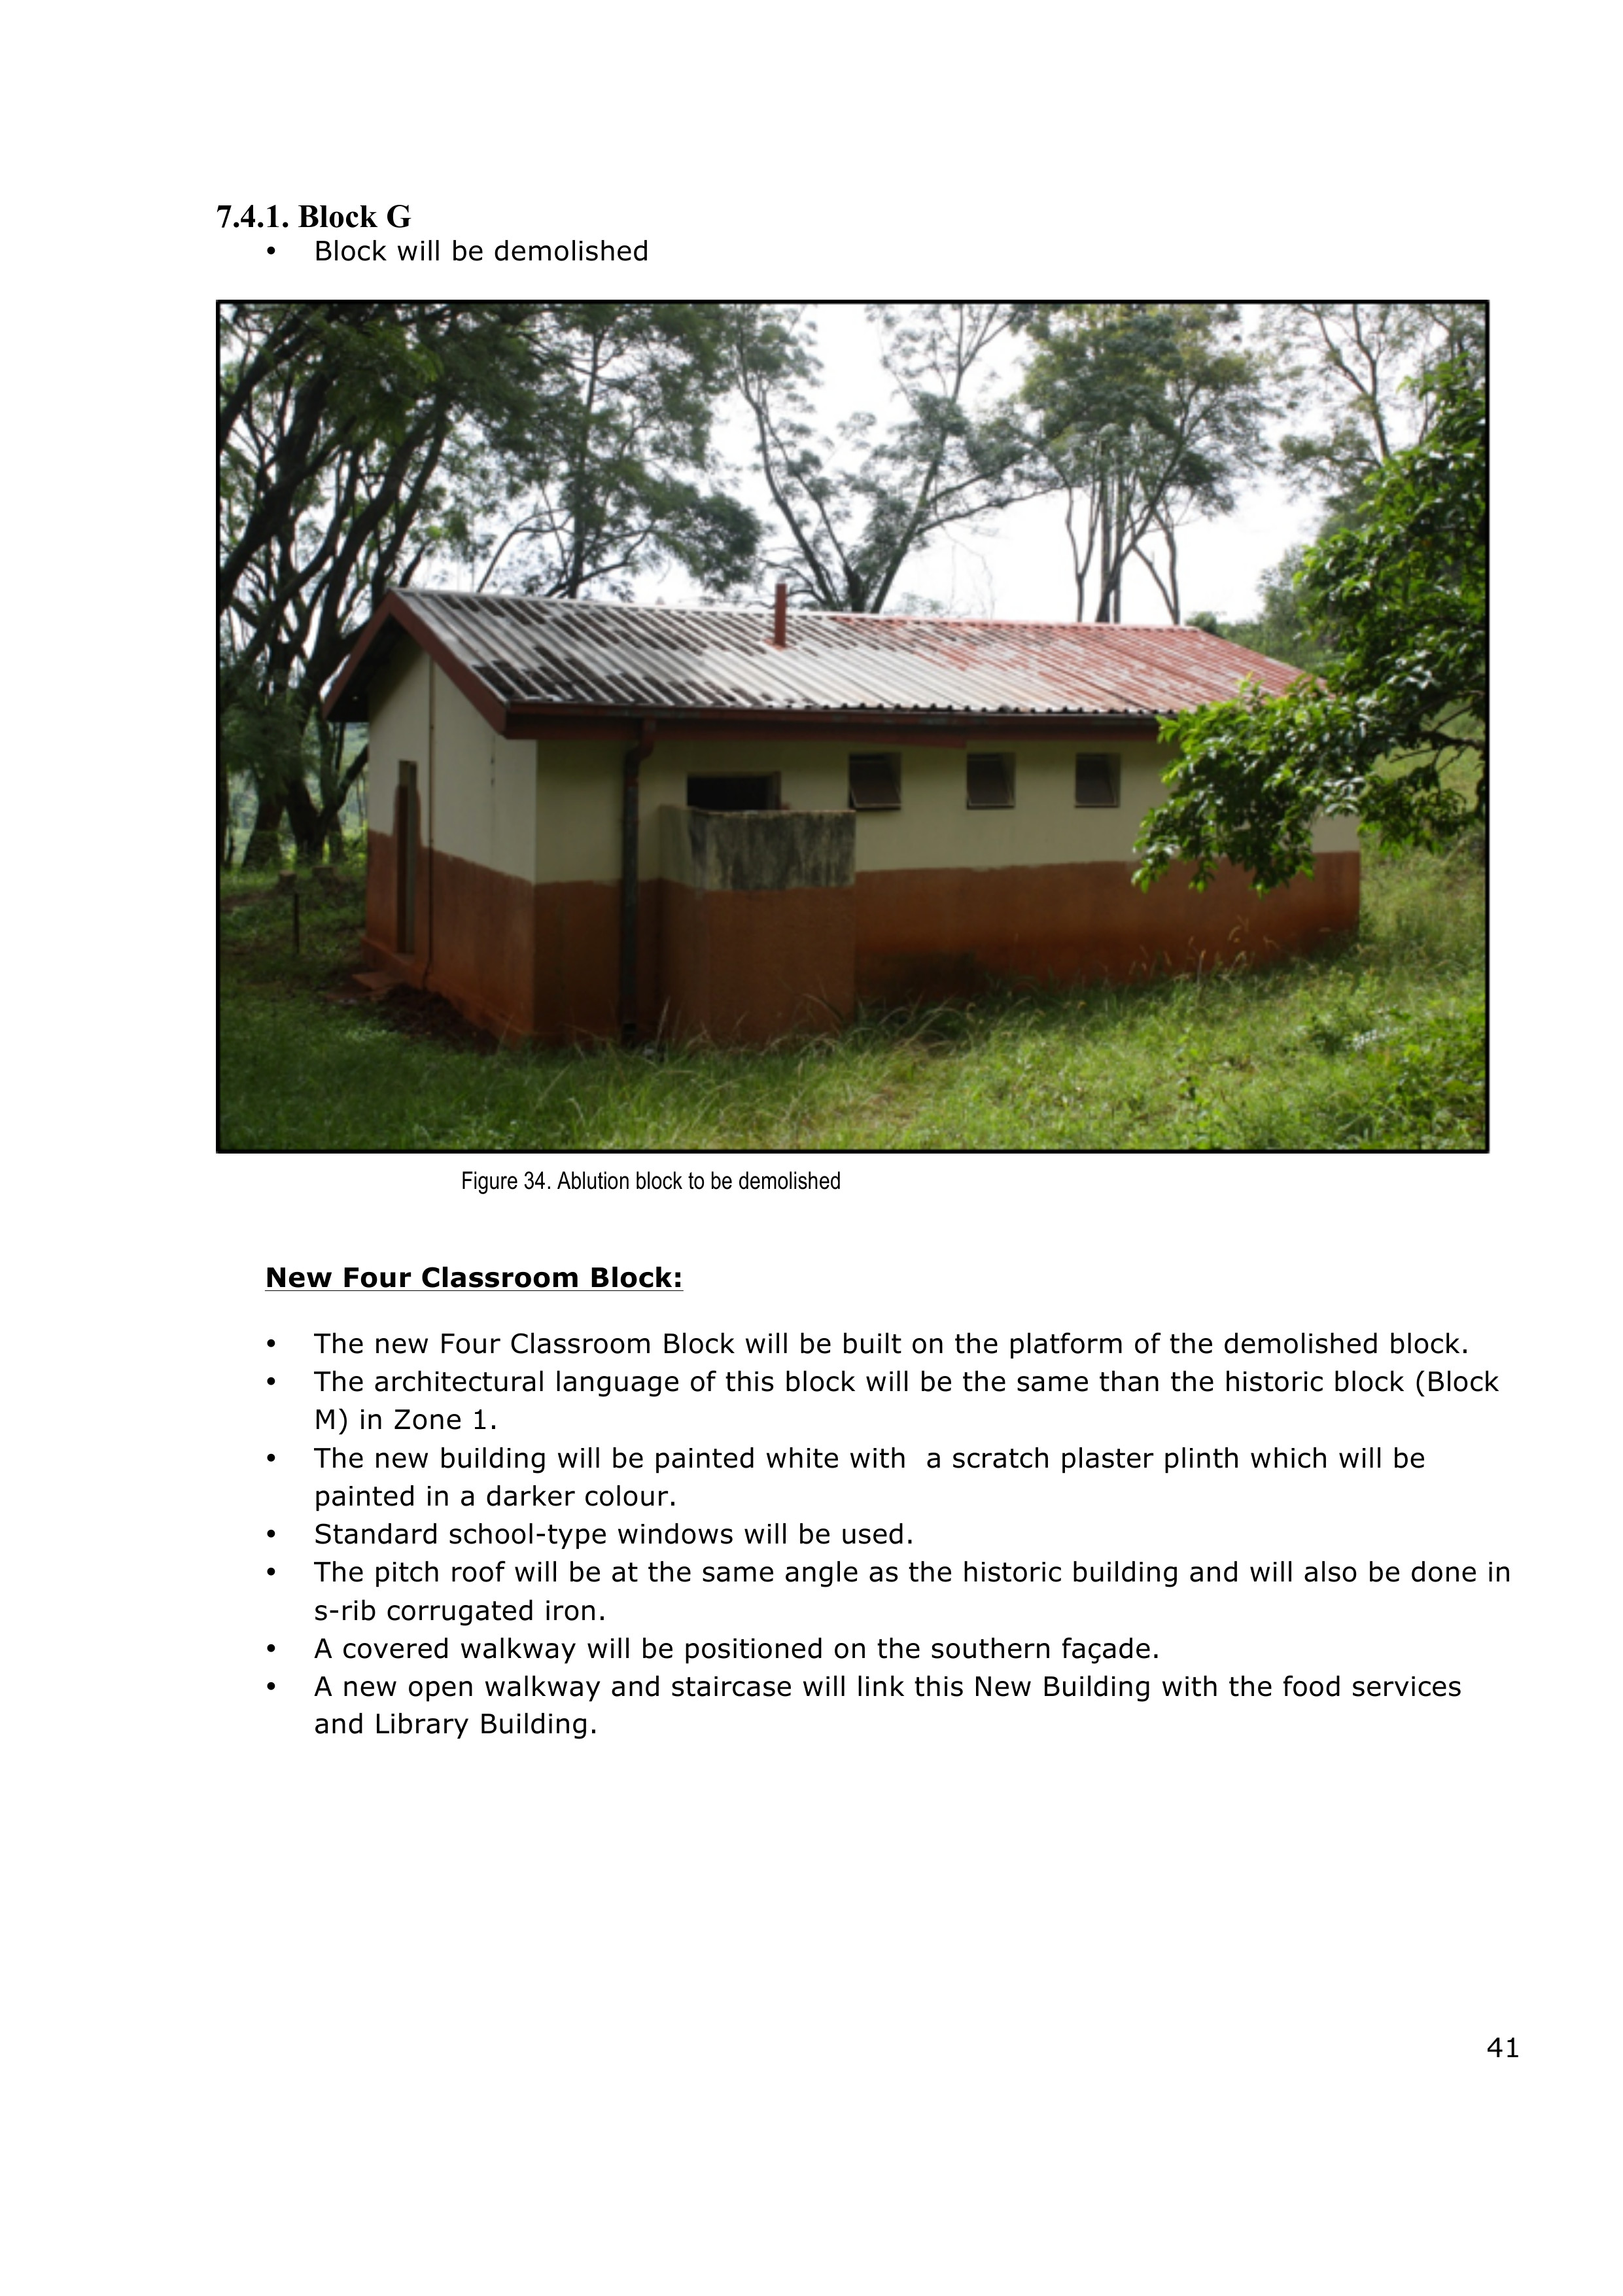 7.4.1. Block G
• Block will be demolished
Figure 34. Ablution block to be demolished
New Four Classroom Block:
• The new Four Classroom Block will be built on the platform of the demolished block.
• The architectural language of this block will be the same than the historic block (Block
M) in Zone 1.
• The new building will be painted white with  a scratch plaster plinth which will be
painted in a darker colour.
• Standard school-type windows will be used.
• The pitch roof will be at the same angle as the historic building and will also be done in
s-rib corrugated iron.
• A covered walkway will be positioned on the southern façade.
• A new open walkway and staircase will link this New Building with the food services
and Library Building.
41